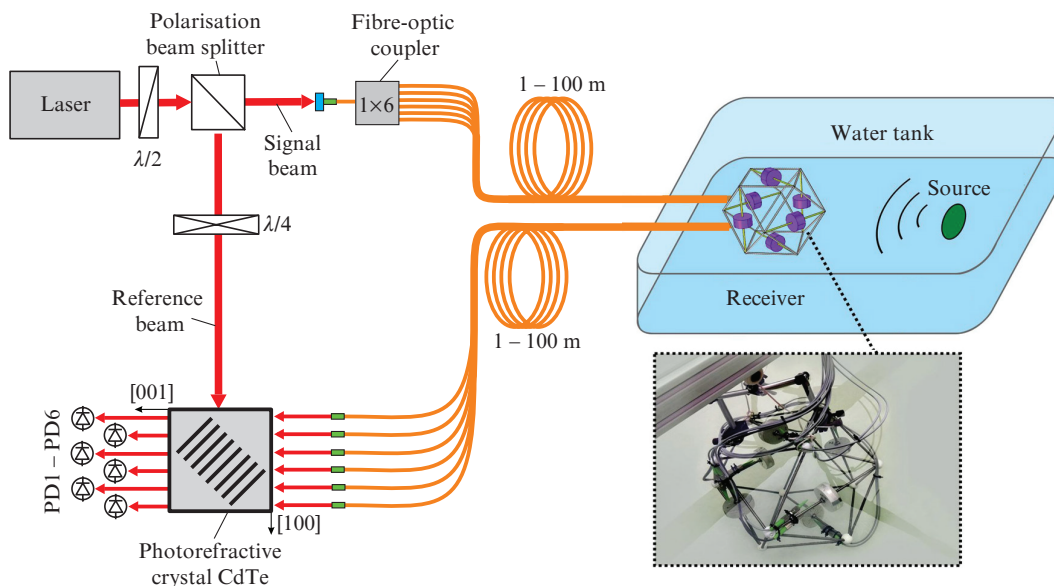 Polarisation
beam splitter
Fibre-optic
coupler
Laser
1×6
1 – 100 m
λ/2
Signal
beam
Water tank
Source
λ/4
Receiver
Reference
beam
1 – 100 m
[001]
PD1 – PD6
[100]
Photorefractive
crystal CdTe